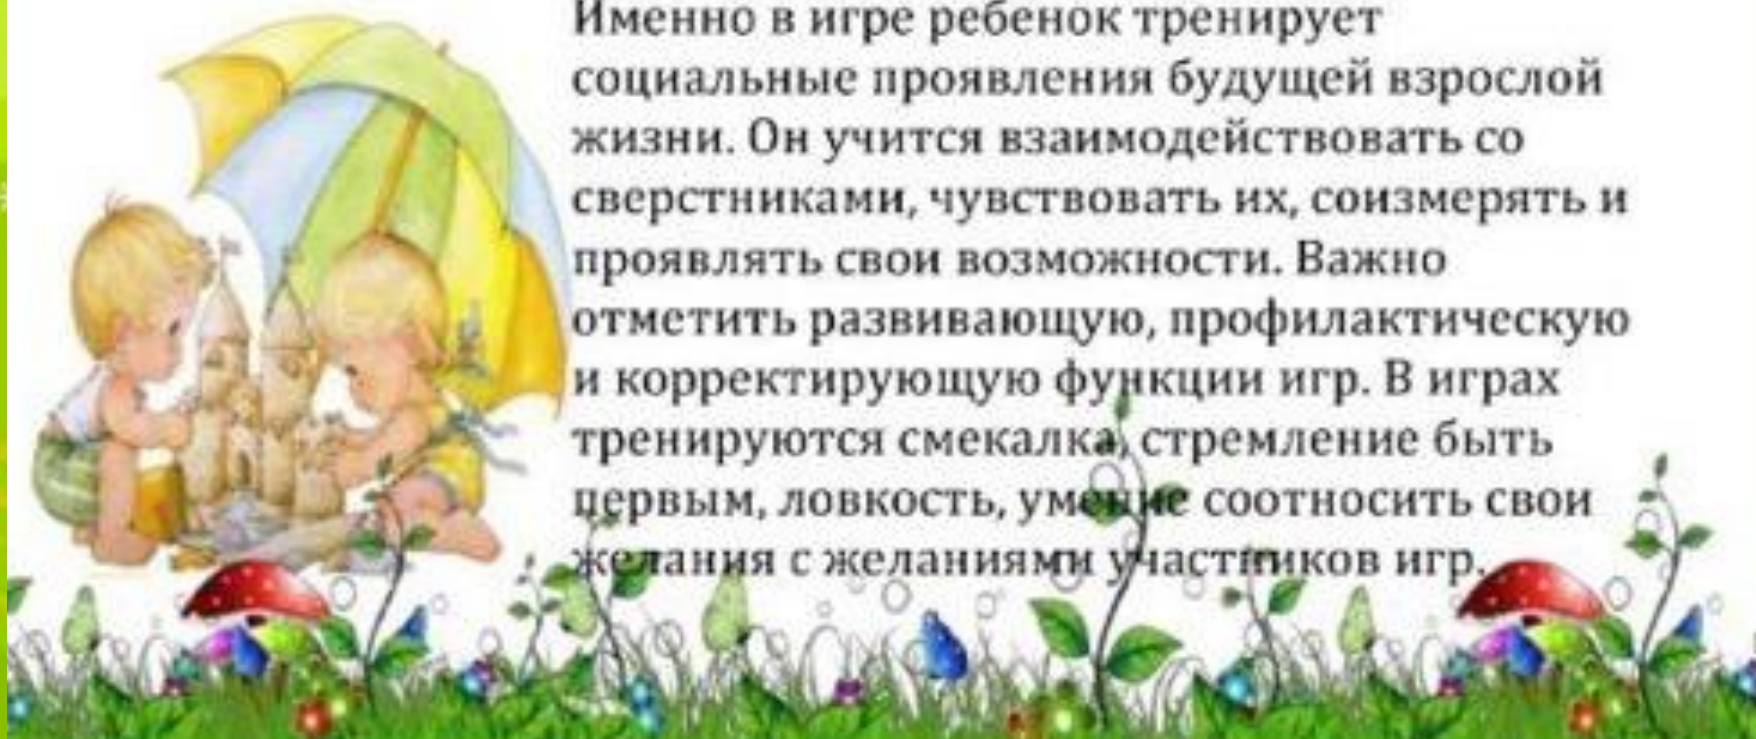 Именно в игре ребенок тренирует
социальные проявления будущей взрослой
жизни. Он учится взаимодействовать со
сверстниками, чувствовать их, соизмерять и
проявлять свои возможности. Важно
отметить развивающую, профилактическую
и корректирующую функции игр. В играх
тренируются смекалка, стремление быть
первым, ловкость, умение соотносить свои
желания с желаниями участников игр.